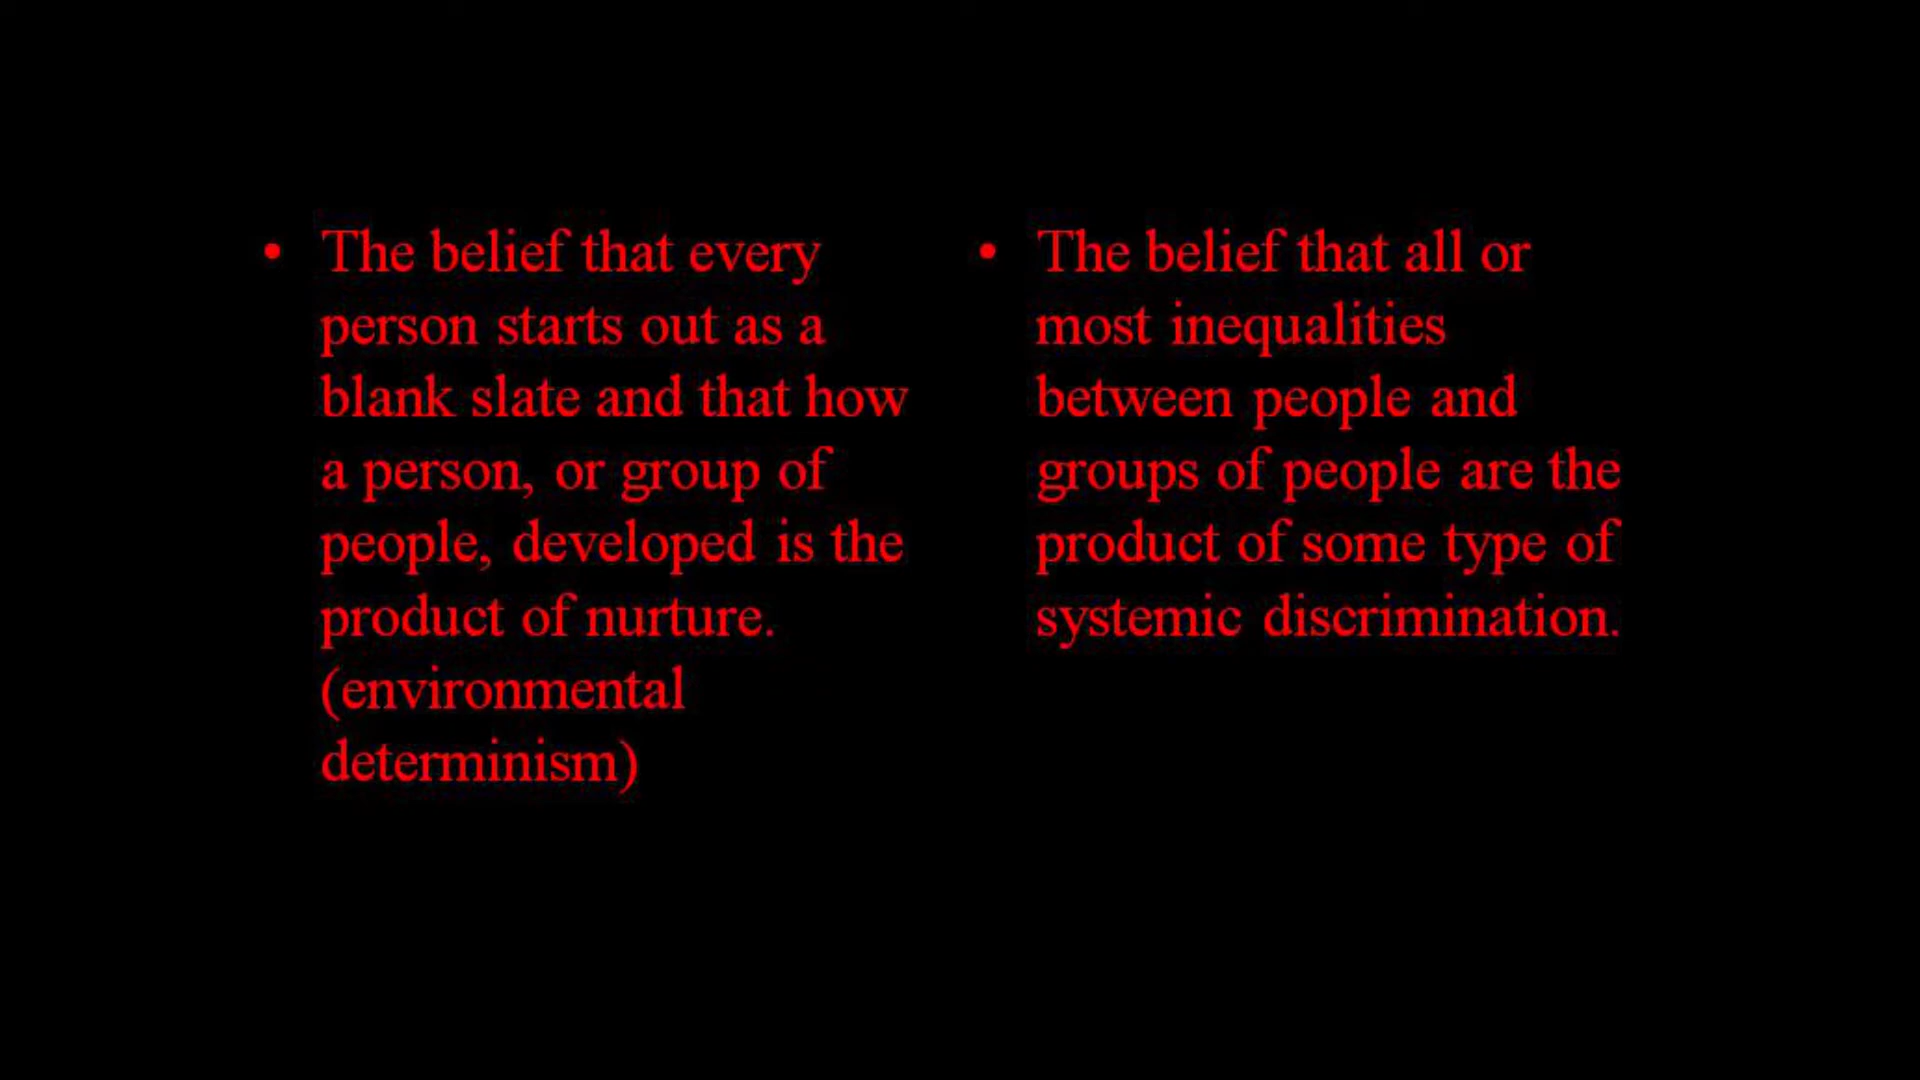 • The belief that every
person starts out as a
blank slate and that how
a person, or group of
people, developed is the
product of nurture.
(environmental
determinism)
• The belief that all or
most inequalities
between people and
groups of people are the
product of some type of
systemic discrimination.